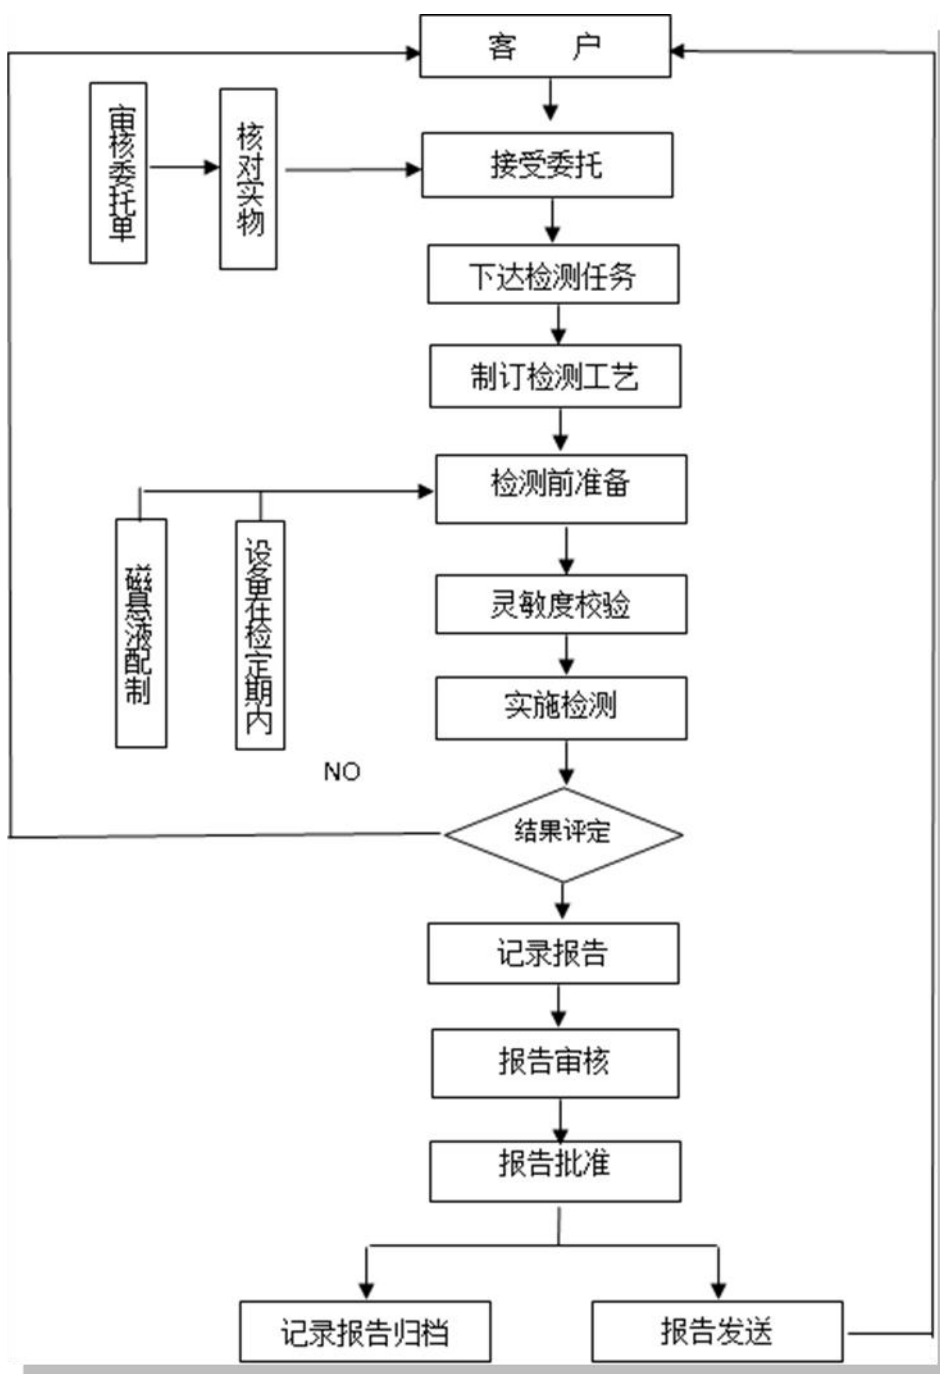 客 户
审核委托单
核对实物
接受委托
下达检测任务
制订检测工艺
检测前准备
磁悬液配制
设备在检定期内
灵敏度校验
实施检测
NO
结果评定
记录报告
报告审核
报告批准
记录报告归档
报告发送